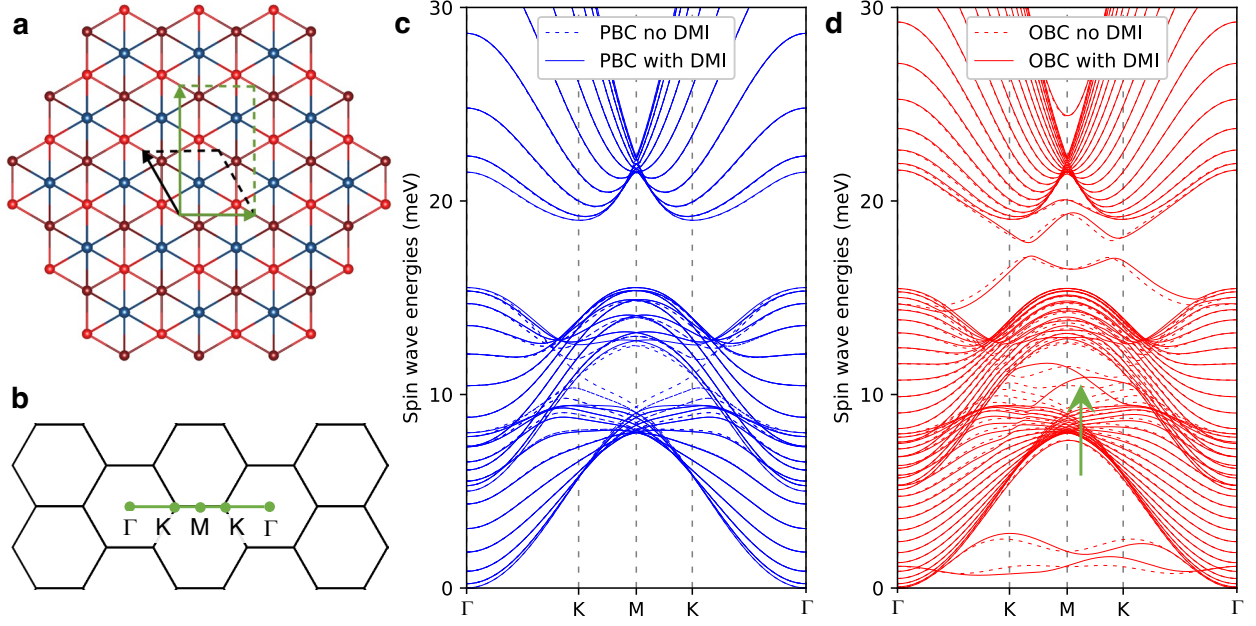 a
b
Γ K M K Γ
c
30
20
10
0
Spin wave energies (meV)
PBC no DMI
PBC with DMI
Γ K M K Γ
d
30
20
10
0
Spin wave energies (meV)
OBC no DMI
OBC with DMI
Γ K M K Γ